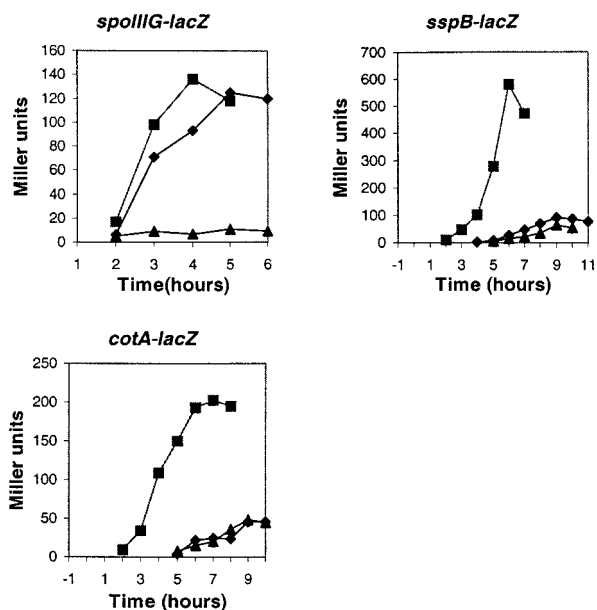 spoIIIG-lacZ
160
140
120
100
80
60
40
20
0
Miller units
1 2 3 4 5 6
Time(hours)
sspB-lacZ
700
600
500
400
300
200
100
0
Miller units
-1 1 3 5 7 9 11
Time (hours)
cotA-lacZ
250
200
150
100
50
0
Miller units
-1 1 3 5 7 9
Time (hours)